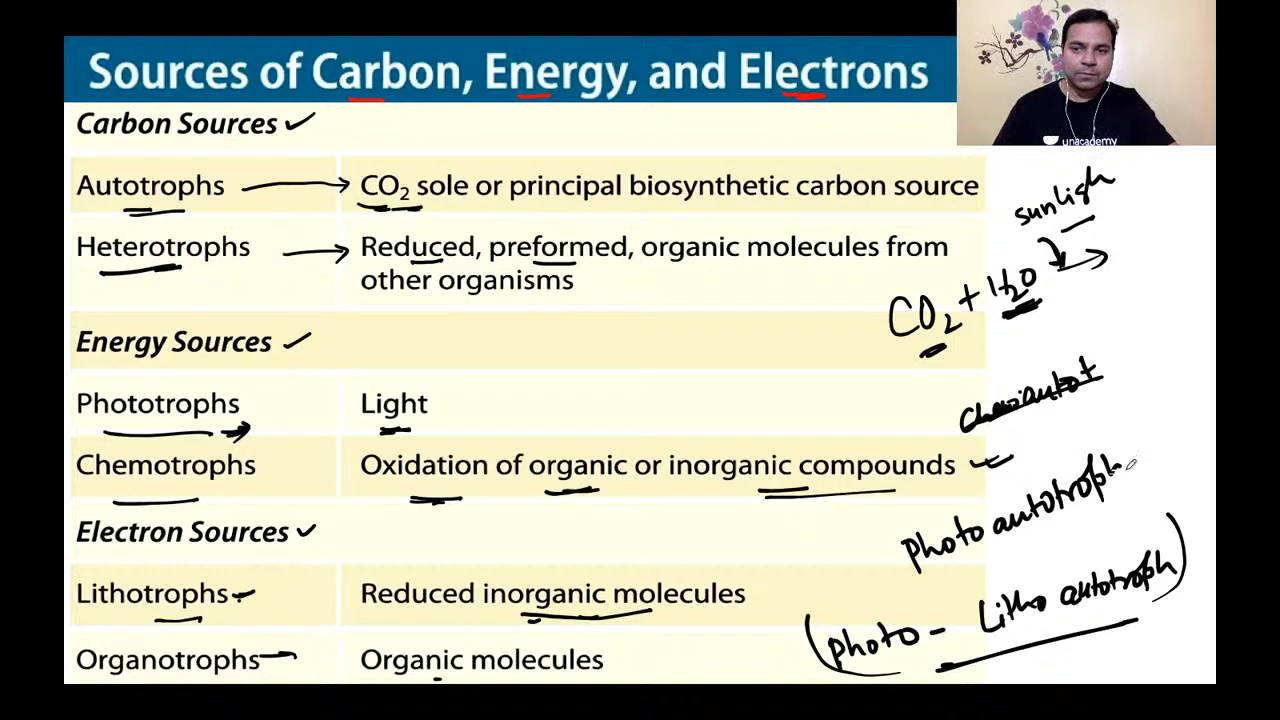 Sources of Carbon, Energy, and Electrons
unacademy
Carbon Sources
Autotrophs CO2 sole or principal biosynthetic carbon source
Heterotrophs Reduced, preformed, organic molecules from
other organisms
sunligh
CO2 + H2O
Energy Sources
Phototrophs Light
Chemotrophs Oxidation of organic or inorganic compounds
photo autotroph
Electron Sources
Lithotrophs Reduced inorganic molecules
(photo - Litho autotroph)
Organotrophs Organic molecules